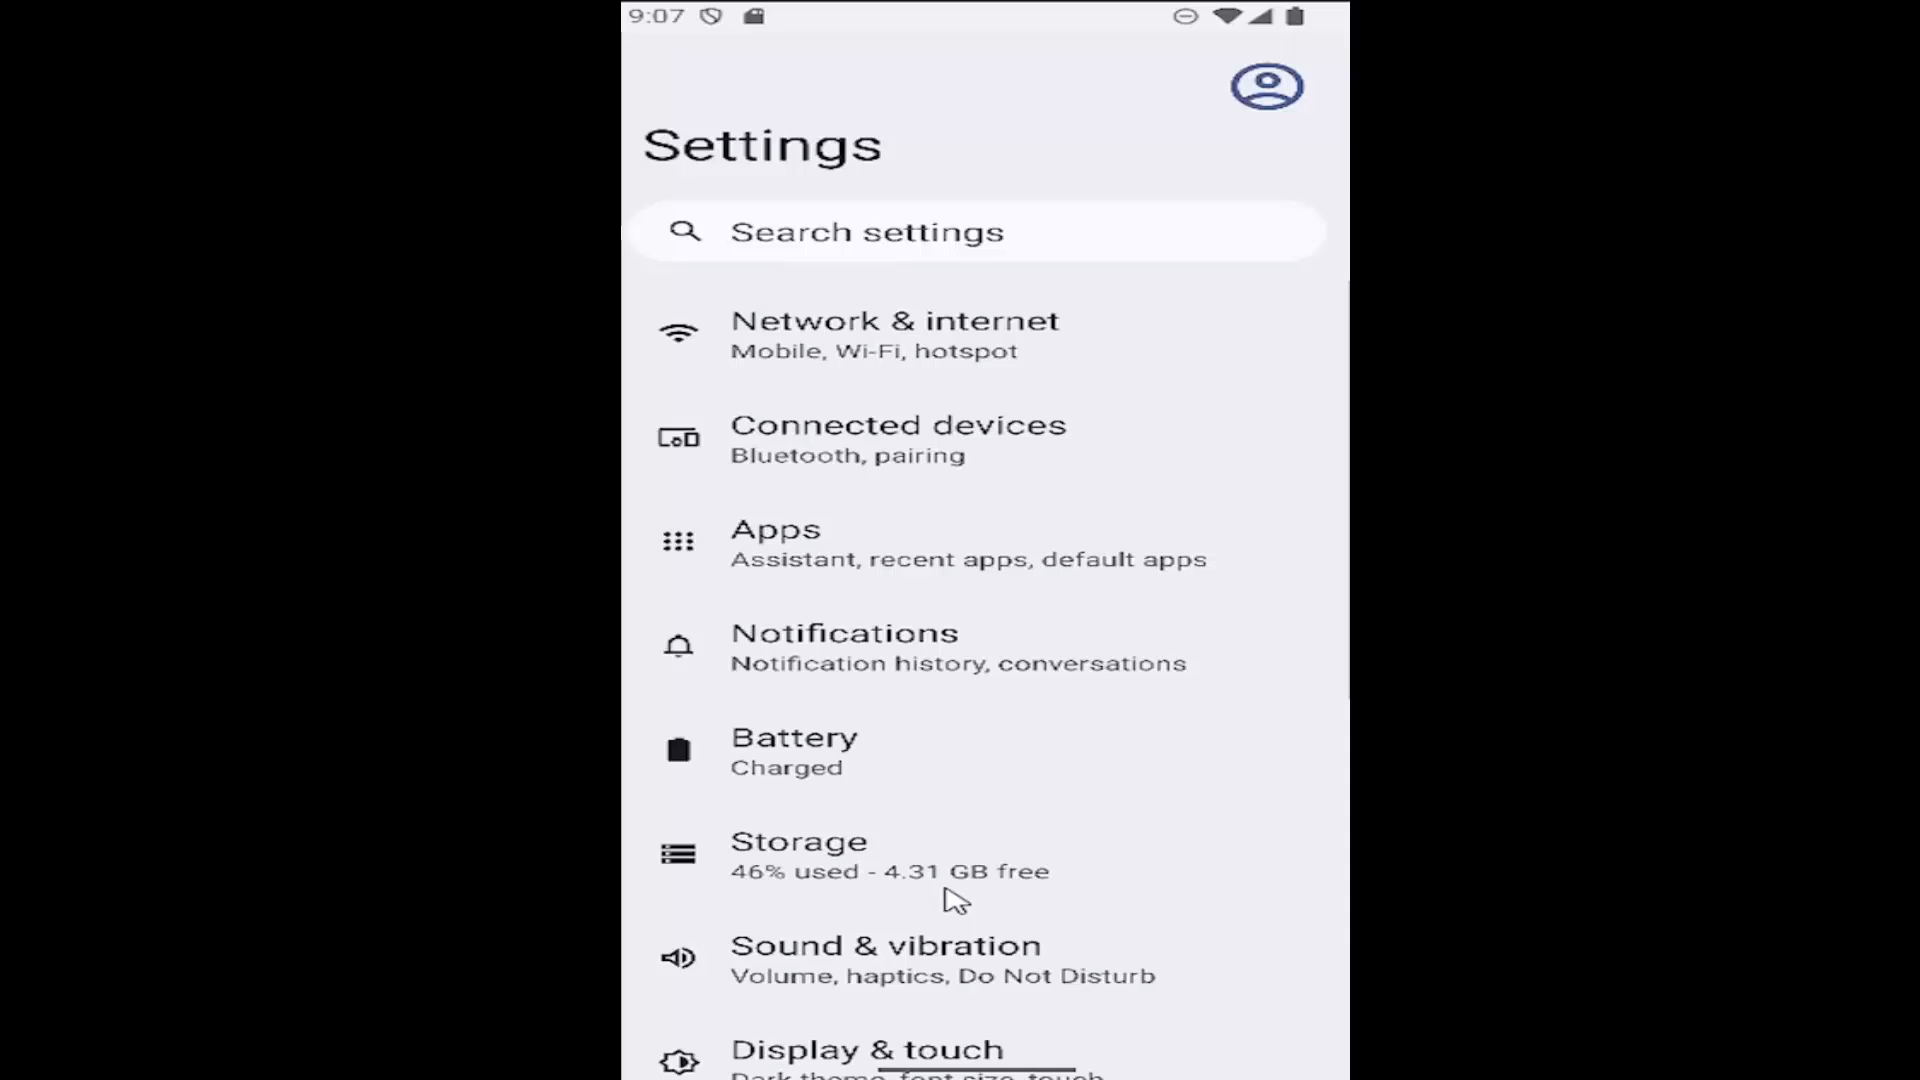 9:07
Settings
Search settings
Network & internet
Mobile, Wi-Fi, hotspot
Connected devices
Bluetooth, pairing
Apps
Assistant, recent apps, default apps
Notifications
Notification history, conversations
Battery
Charged
Storage
46% used - 4.31 GB free
Sound & vibration
Volume, haptics, Do Not Disturb
Display & touch
Dark theme, font size, touch